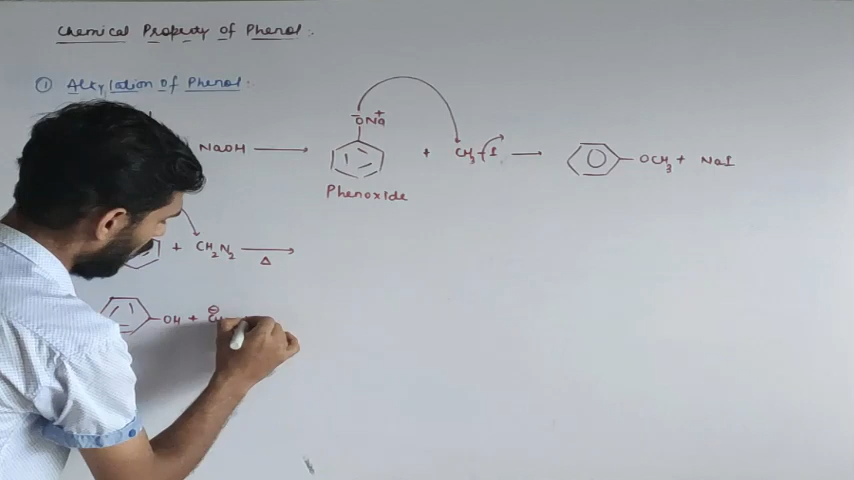 Chemical Property of Phenol :
① Alkylation of Phenol :
NaOH ⟶ ⁻ONa⁺ + CH3–I ⟶ OCH3 + NaI
Phenoxide
+ CH2N2 ⟶ Δ
OH + ⊖